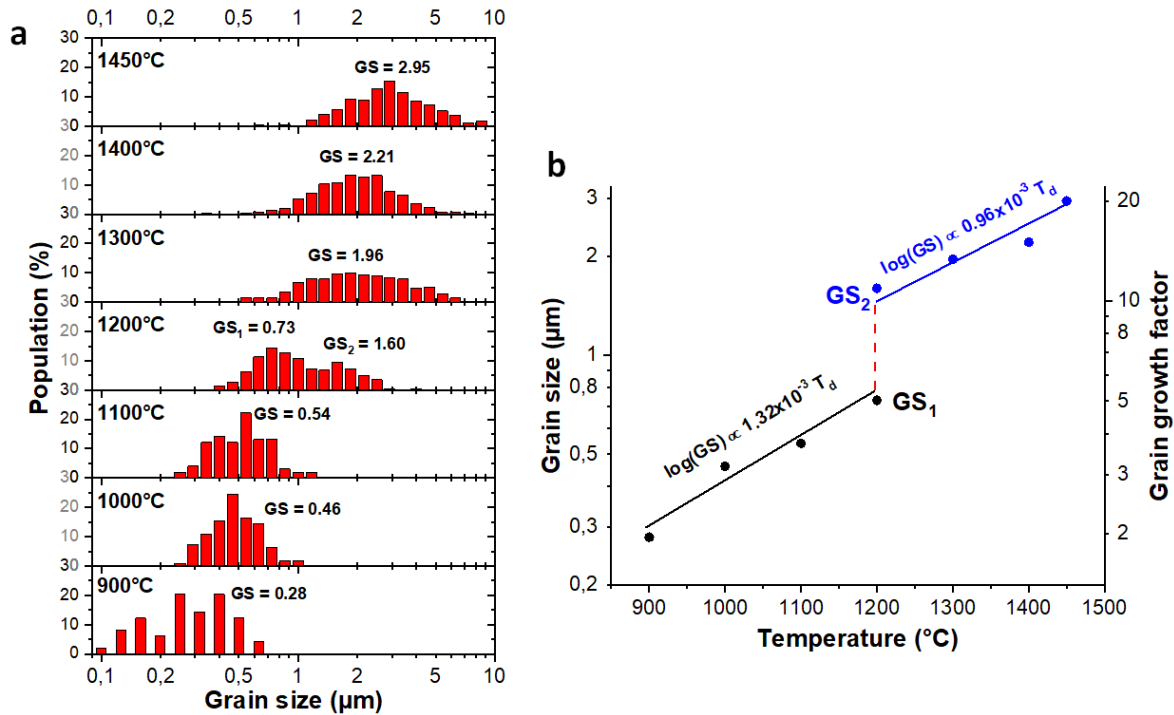 a
0,1 0,2 0,5 1 2 5 10
Population (%)
30
20
10
1450°C
GS = 2.95
30
20
10
1400°C
GS = 2.21
30
20
10
1300°C
GS = 1.96
30
20
10
1200°C
GS1 = 0.73
GS2 = 1.60
30
20
10
1100°C
GS = 0.54
30
20
10
1000°C
GS = 0.46
30
20
10
0
900°C
GS = 0.28
0,1 0,2 0,5 1 2 5 10
Grain size (µm)
b
Grain size (µm)
3
2
1
0.8
0.5
0.3
0,2
log(GS) ∝ 0.96x10⁻³ Td
GS2
GS1
log(GS) ∝ 1.32x10⁻³ Td
20
10
8
5
3
2
Grain growth factor
900 1000 1100 1200 1300 1400 1500
Temperature (°C)